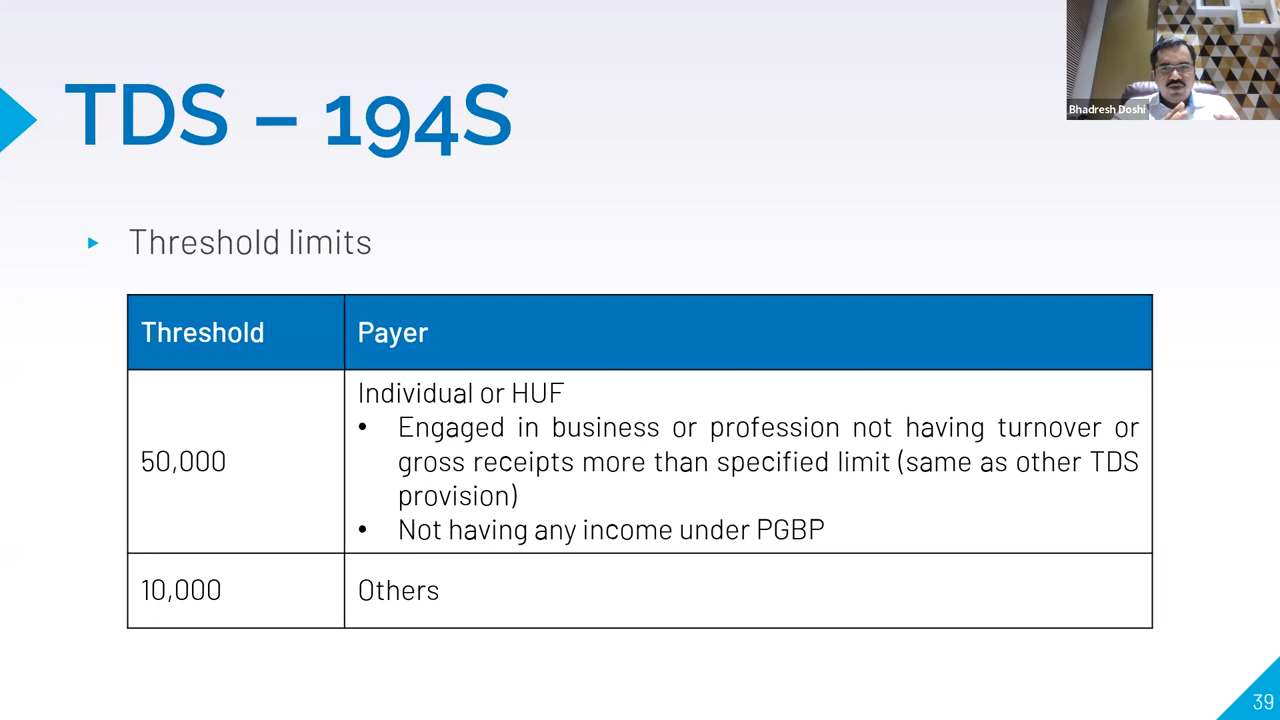 Bhadresh Doshi
TDS – 194S
Threshold limits
Threshold Payer
50,000
Individual or HUF
• Engaged in business or profession not having turnover or
gross receipts more than specified limit (same as other TDS
provision)
• Not having any income under PGBP
10,000 Others
39